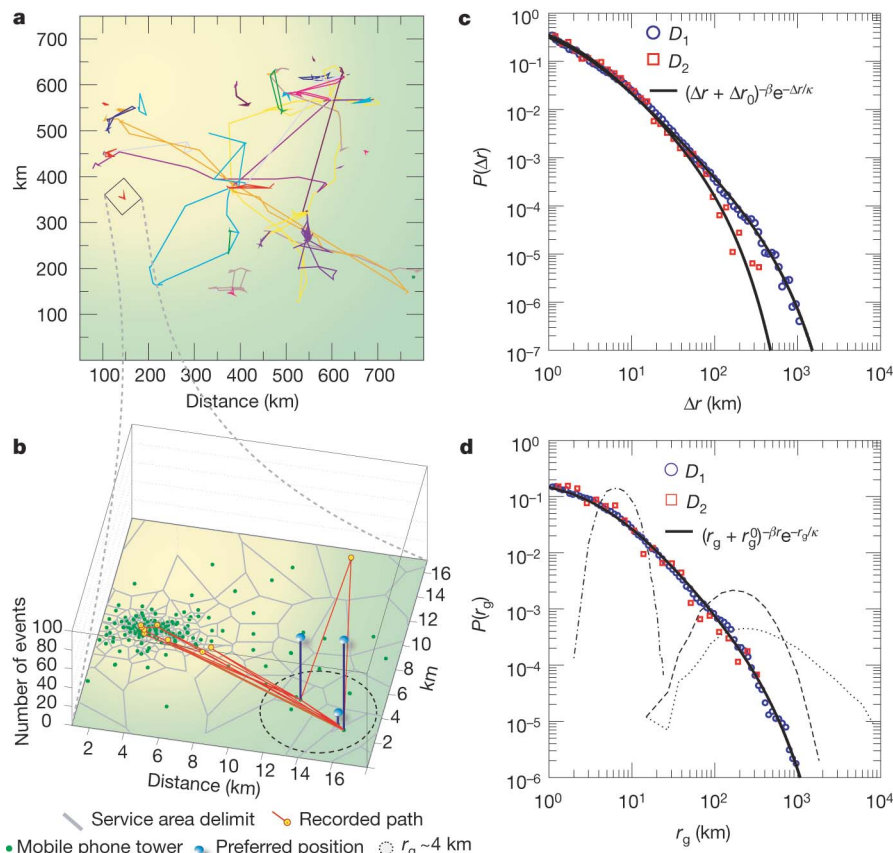 a
700
600
500
400
300
200
100
km
100 200 300 400 500 600 700
Distance (km)
b
Number of events
100
80
60
40
20
0
2 4 6 8 10 12 14 16
Distance (km)
16
14
12
10
8
6
4
2
km
Service area delimit Recorded path
Mobile phone tower Preferred position r_g ~4 km
c
10^0
10^-1
10^-2
10^-3
10^-4
10^-5
10^-6
10^-7
P(Δr)
D_1
D_2
(Δr + Δr_0)^-β e^-Δr/κ
10^0 10^1 10^2 10^3 10^4
Δr (km)
d
10^0
10^-1
10^-2
10^-3
10^-4
10^-5
10^-6
P(r_g)
D_1
D_2
(r_g + r_g^0)^-βr e^-r_g/κ
10^0 10^1 10^2 10^3 10^4
r_g (km)